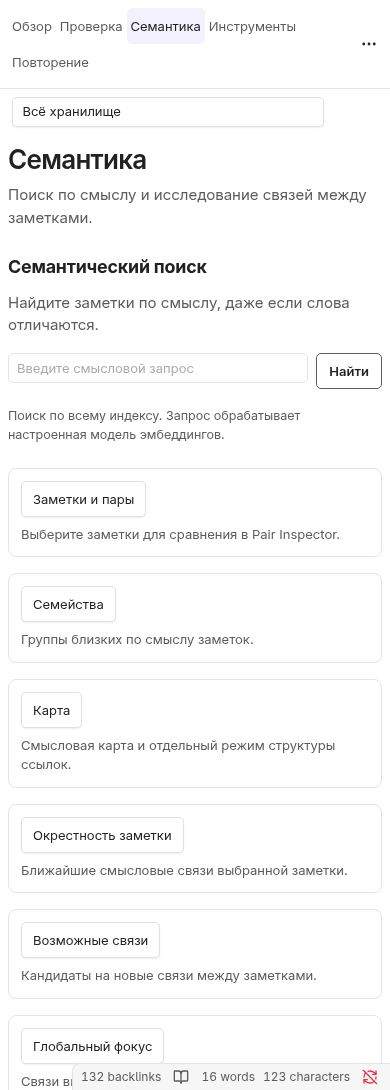 Обзор Проверка Семантика Инструменты
Повторение
Всё хранилище
Семантика
Поиск по смыслу и исследование связей между
заметками.
Семантический поиск
Найдите заметки по смыслу, даже если слова
отличаются.
Введите смысловой запрос
Найти
Поиск по всему индексу. Запрос обрабатывает
настроенная модель эмбеддингов.
Заметки и пары
Выберите заметки для сравнения в Pair Inspector.
Семейства
Группы близких по смыслу заметок.
Карта
Смысловая карта и отдельный режим структуры
ссылок.
Окрестность заметки
Ближайшие смысловые связи выбранной заметки.
Возможные связи
Кандидаты на новые связи между заметками.
Глобальный фокус
Связи
132 backlinks 16 words 123 characters